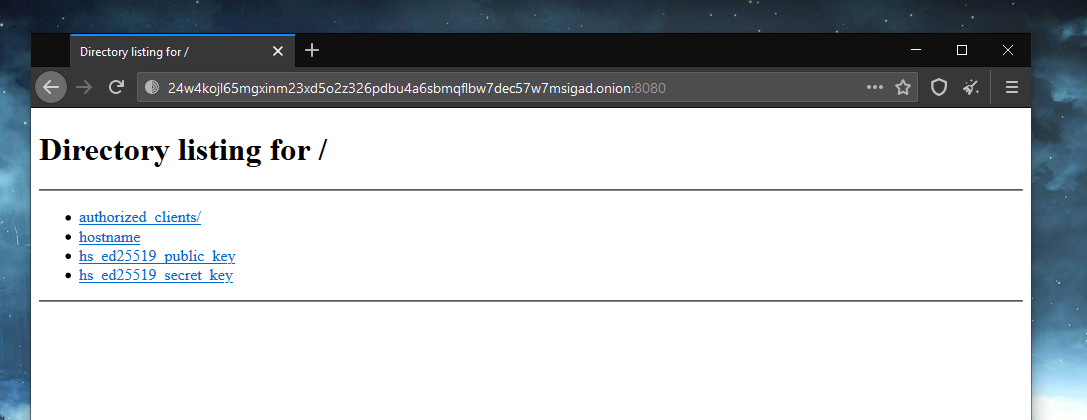 Directory listing for /
24w4kojl65mgxinm23xd5o2z326pdbu4a6sbmqflbw7dec57w7msigad.onion:8080
Directory listing for /
authorized_clients/
hostname
hs_ed25519_public_key
hs_ed25519_secret_key